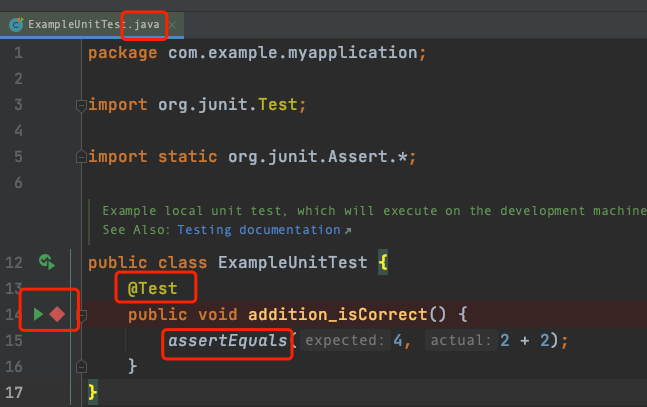 ExampleUnitTest.java
1 package com.example.myapplication;
2
3 import org.junit.Test;
4
5 import static org.junit.Assert.*;
6
Example local unit test, which will execute on the development machine
See Also: Testing documentation
12 public class ExampleUnitTest {
13 @Test
14 public void addition_isCorrect() {
15 assertEquals( expected: 4, actual: 2 + 2);
16 }
17 }